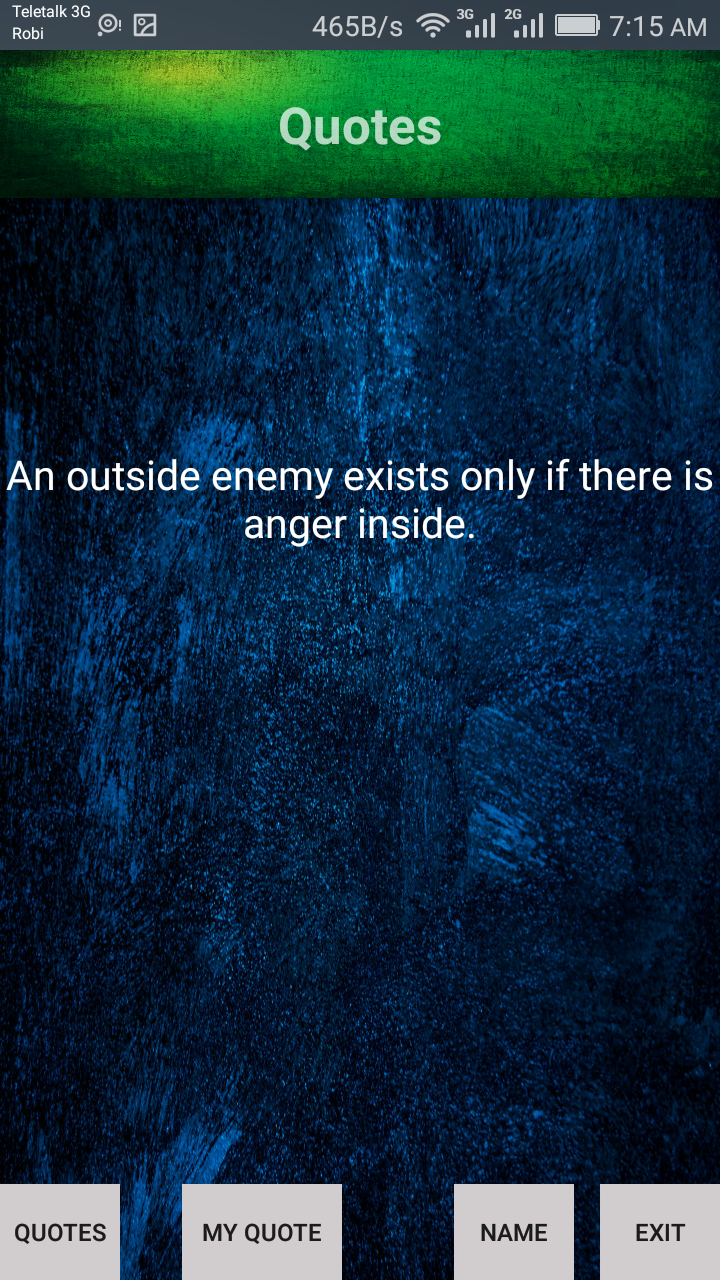 Teletalk 3G
Robi
465B/s 3G 2G 7:15 AM
Quotes
An outside enemy exists only if there is
anger inside.
QUOTES MY QUOTE NAME EXIT